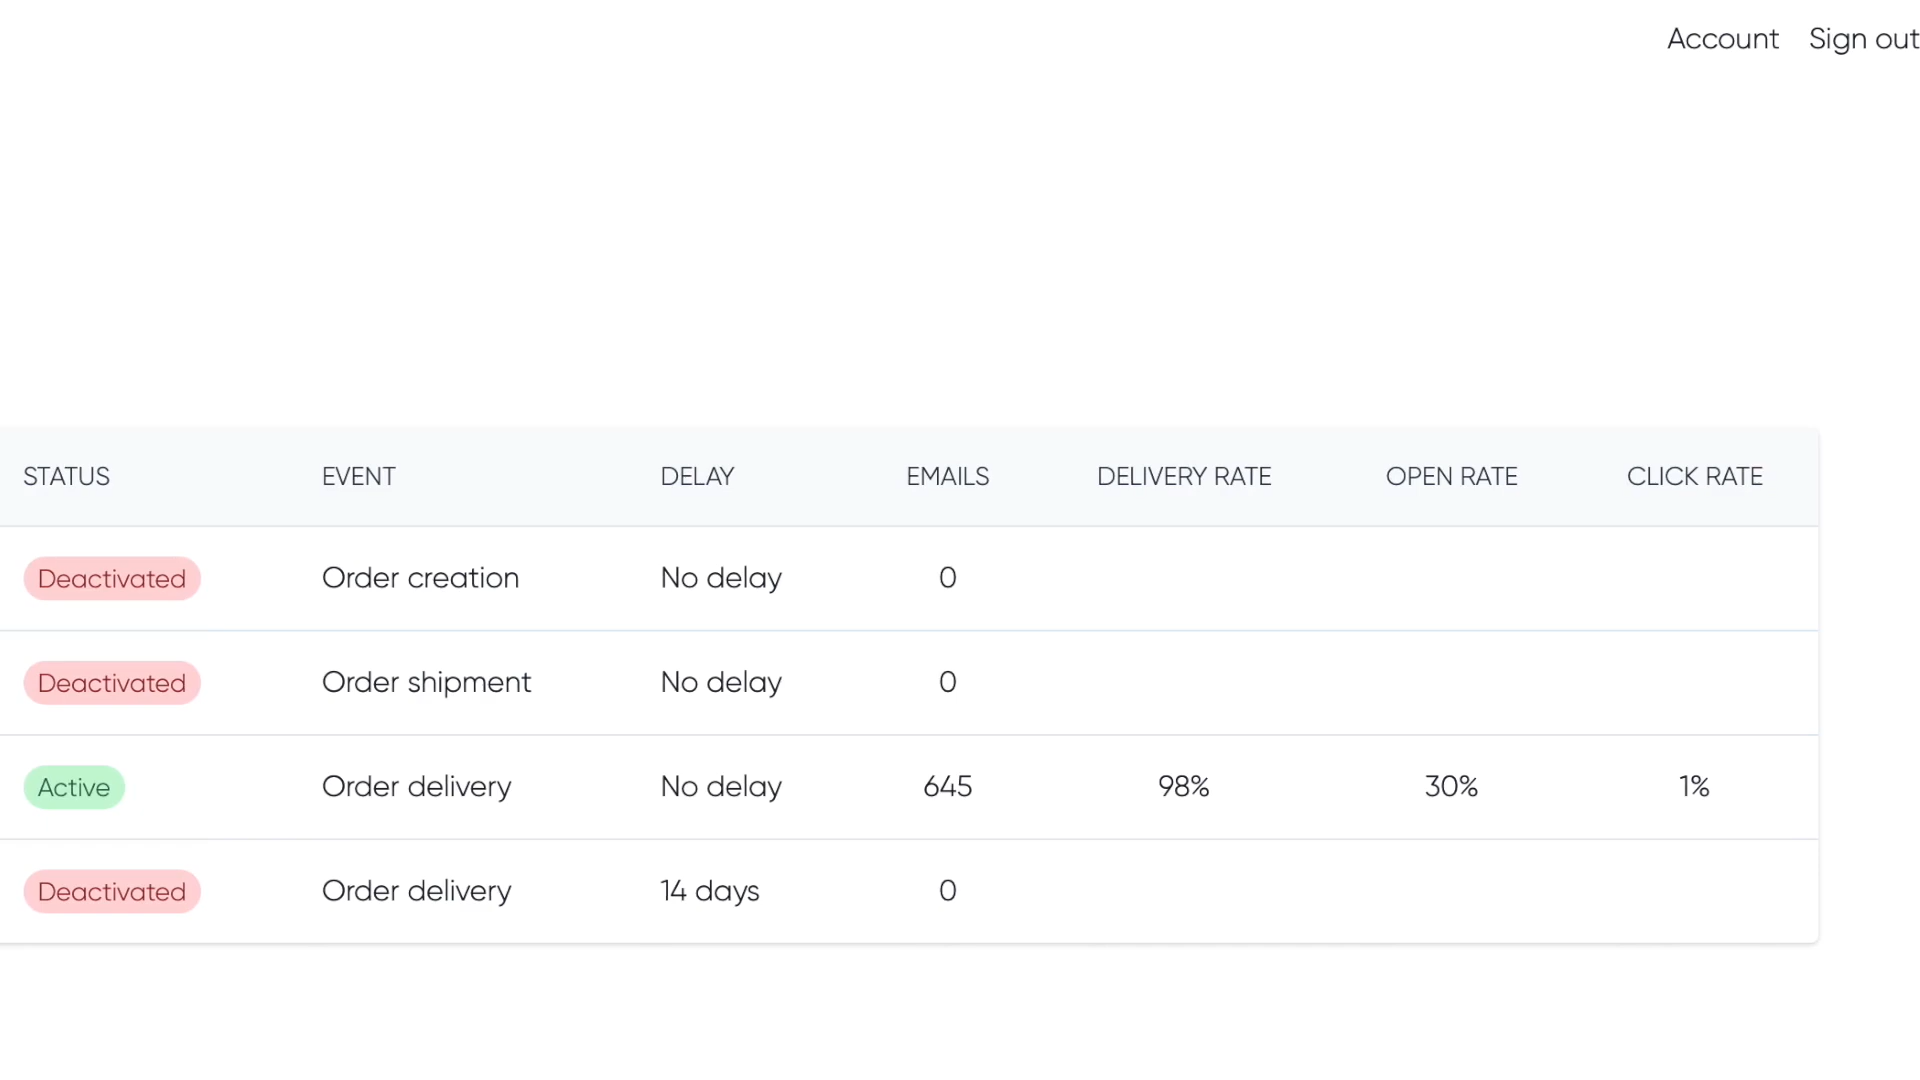 Account Sign out
STATUS EVENT DELAY EMAILS DELIVERY RATE OPEN RATE CLICK RATE
Deactivated Order creation No delay 0
Deactivated Order shipment No delay 0
Active Order delivery No delay 645 98% 30% 1%
Deactivated Order delivery 14 days 0